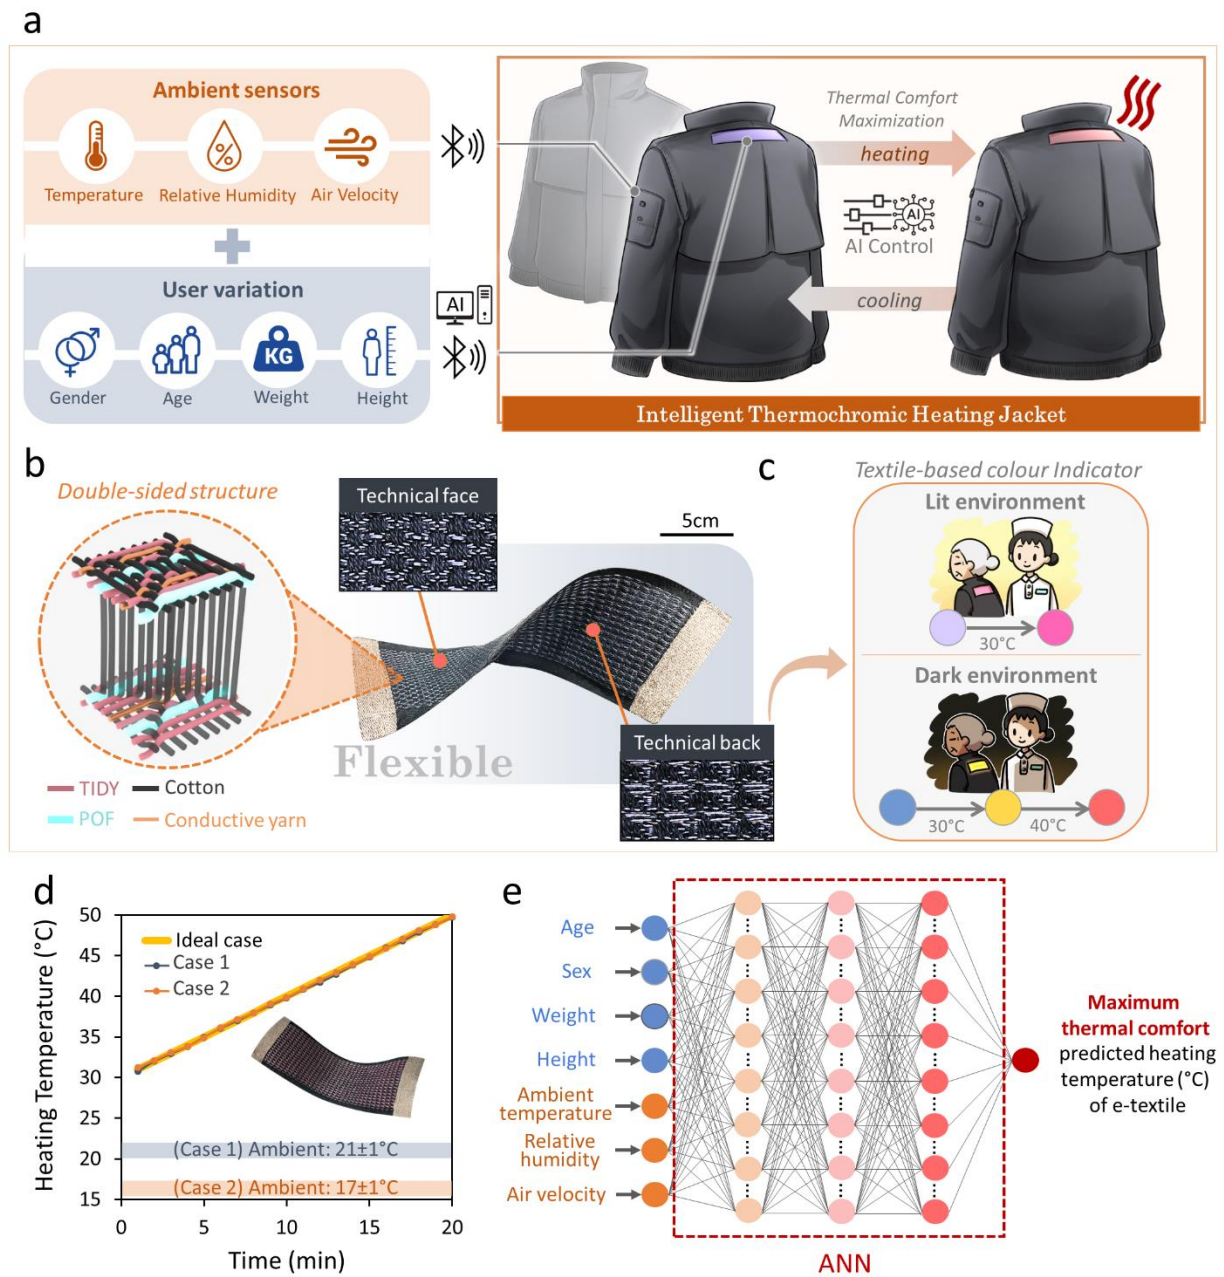 a
Ambient sensors
Temperature
Relative Humidity
Air Velocity
User variation
KG
Gender
Age
Weight
Height
AI
Thermal Comfort
Maximization
heating
AI
AI Control
cooling
Intelligent Thermochromic Heating Jacket
b
Double-sided structure
Technical face
5cm
Flexible
Technical back
TIDY
Cotton
POF
Conductive yarn
c
Textile-based colour Indicator
Lit environment
30°C
Dark environment
30°C
40°C
d
Heating Temperature (°C)
50
45
40
35
30
25
20
15
Ideal case
Case 1
Case 2
(Case 1) Ambient: 21±1°C
(Case 2) Ambient: 17±1°C
0
5
10
15
20
Time (min)
e
Age
Sex
Weight
Height
Ambient
temperature
Relative
humidity
Air velocity
ANN
Maximum
thermal comfort
predicted heating
temperature (°C)
of e-textile